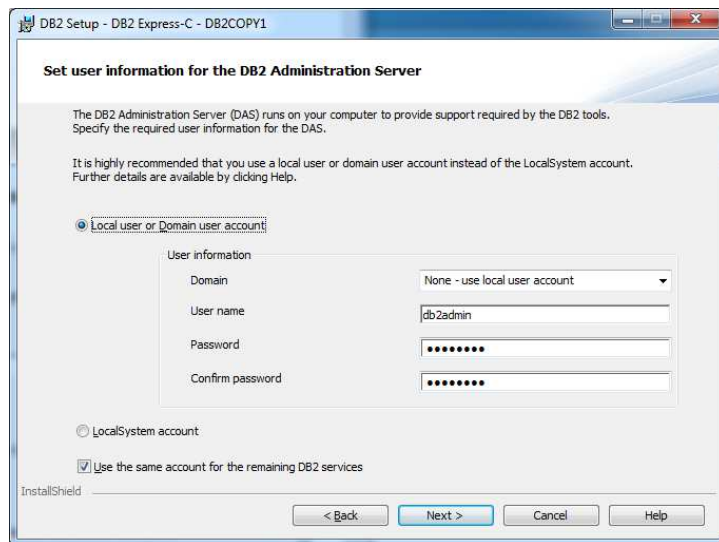 DB2 Setup - DB2 Express-C - DB2COPY1
Set user information for the DB2 Administration Server
The DB2 Administration Server (DAS) runs on your computer to provide support required by the DB2 tools.
Specify the required user information for the DAS.
It is highly recommended that you use a local user or domain user account instead of the LocalSystem account.
Further details are available by clicking Help.
Local user or Domain user account
User information
Domain
None - use local user account
User name
db2admin
Password
●●●●●●●●
Confirm password
●●●●●●●●
LocalSystem account
Use the same account for the remaining DB2 services
InstallShield
< Back
Next >
Cancel
Help